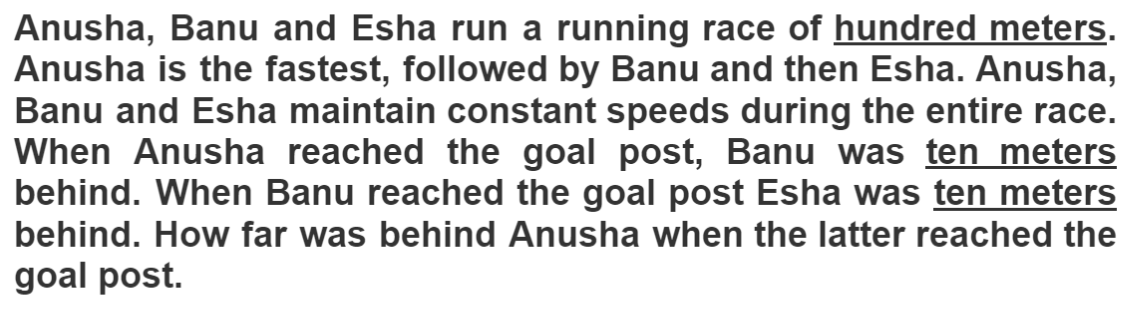 Anusha, Banu and Esha run a running race of hundred meters.
Anusha is the fastest, followed by Banu and then Esha. Anusha,
Banu and Esha maintain constant speeds during the entire race.
When Anusha reached the goal post, Banu was ten meters
behind. When Banu reached the goal post Esha was ten meters
behind. How far was behind Anusha when the latter reached the
goal post.